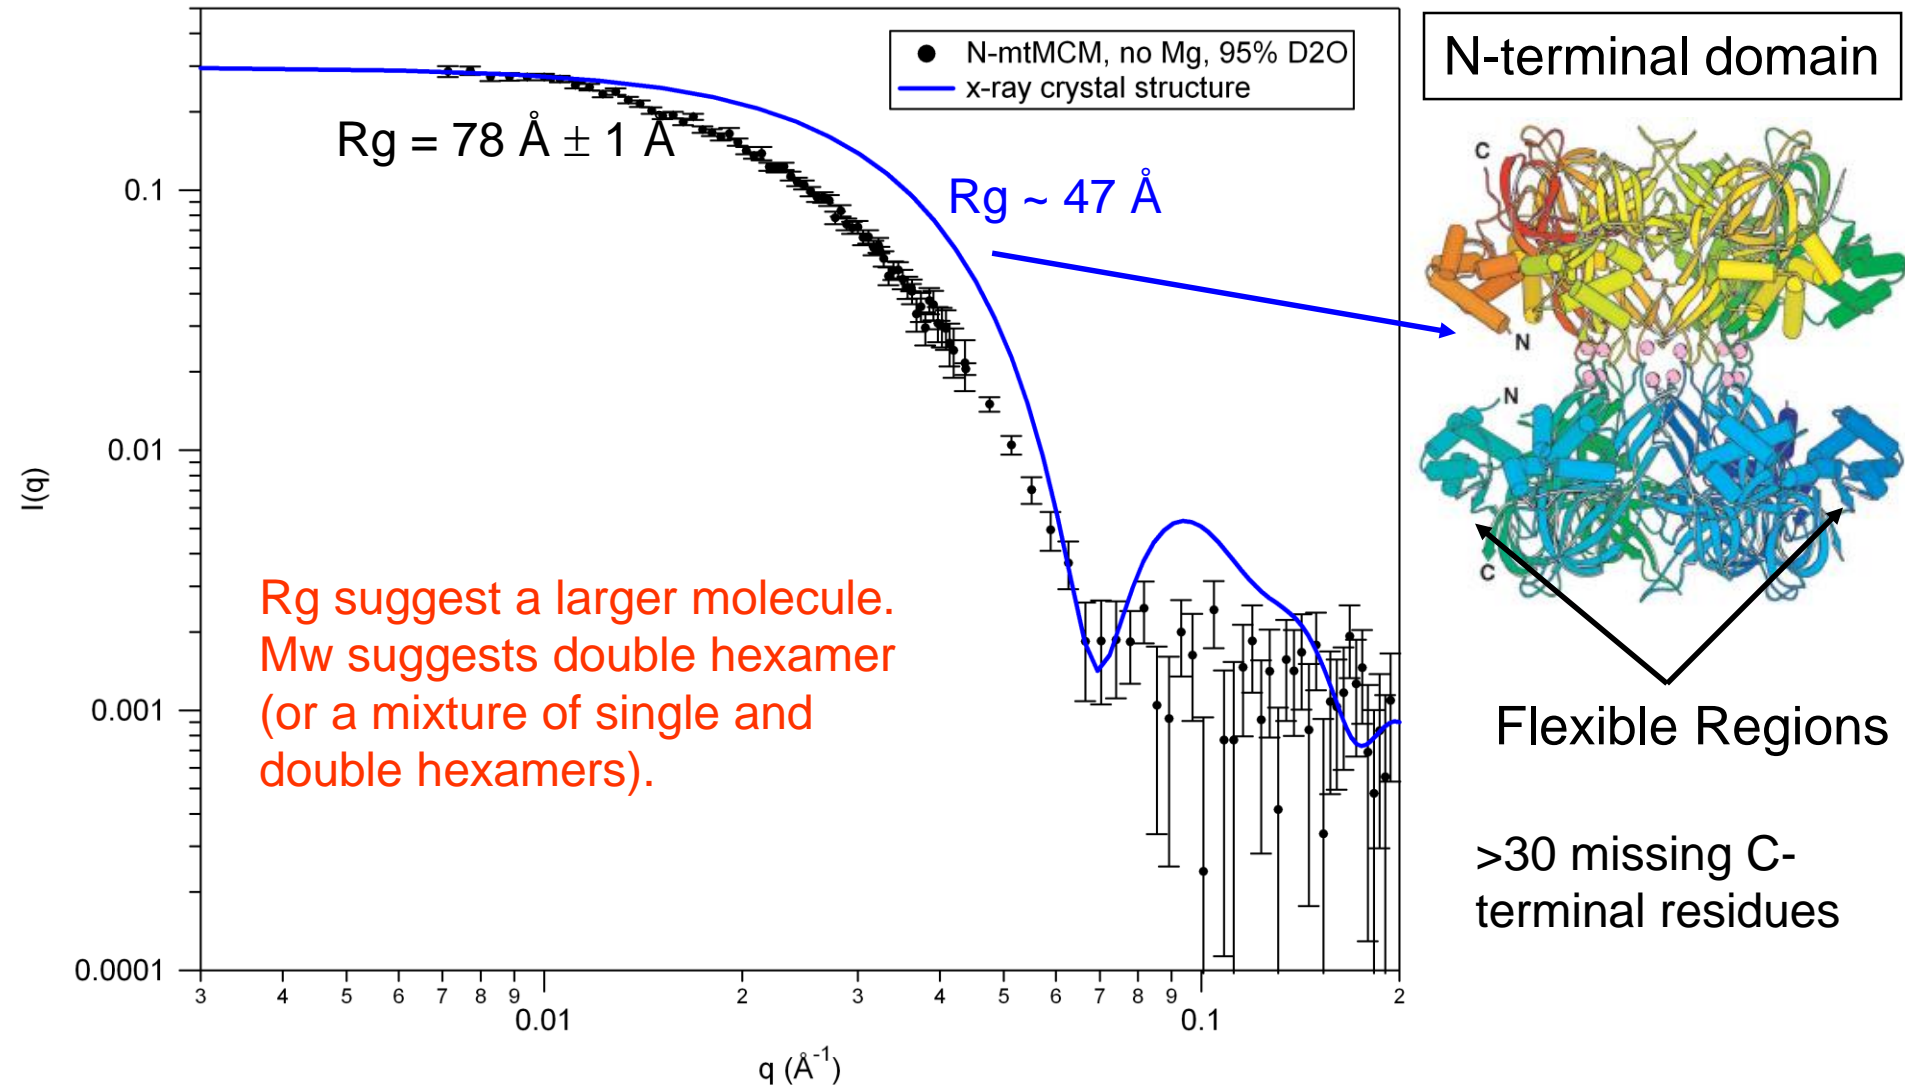 N-mtMCM, no Mg, 95% D2O
x-ray crystal structure
N-terminal domain
Rg = 78 Å ± 1 Å
Rg ~ 47 Å
C
N
N
C
Rg suggest a larger molecule.
Mw suggests double hexamer
(or a mixture of single and
double hexamers).
Flexible Regions
>30 missing C-
terminal residues
I(q)
0.1
0.01
0.001
0.0001
3 4 5 6 7 8 9 2 3 4 5 6 7 8 9 2
0.01 0.1
q (Å⁻¹)